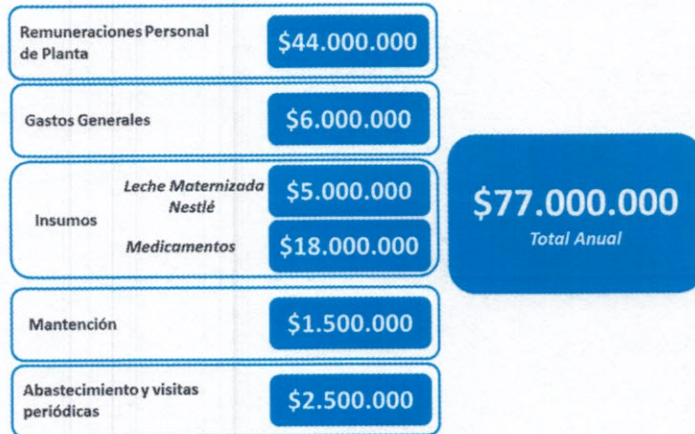 Remuneraciones Personal
de Planta
$44.000.000
Gastos Generales
$6.000.000
Insumos
Leche Maternizada
Nestlé
$5.000.000
Medicamentos
$18.000.000
Mantención
$1.500.000
Abastecimiento y visitas
periódicas
$2.500.000
$77.000.000
Total Anual